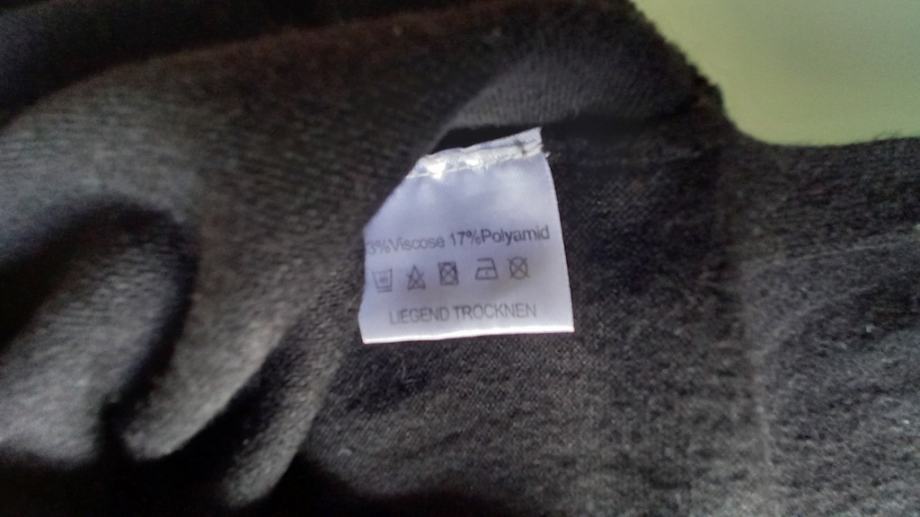 3%Viscose 17%Polyamid
LIEGEND TROCKNEN